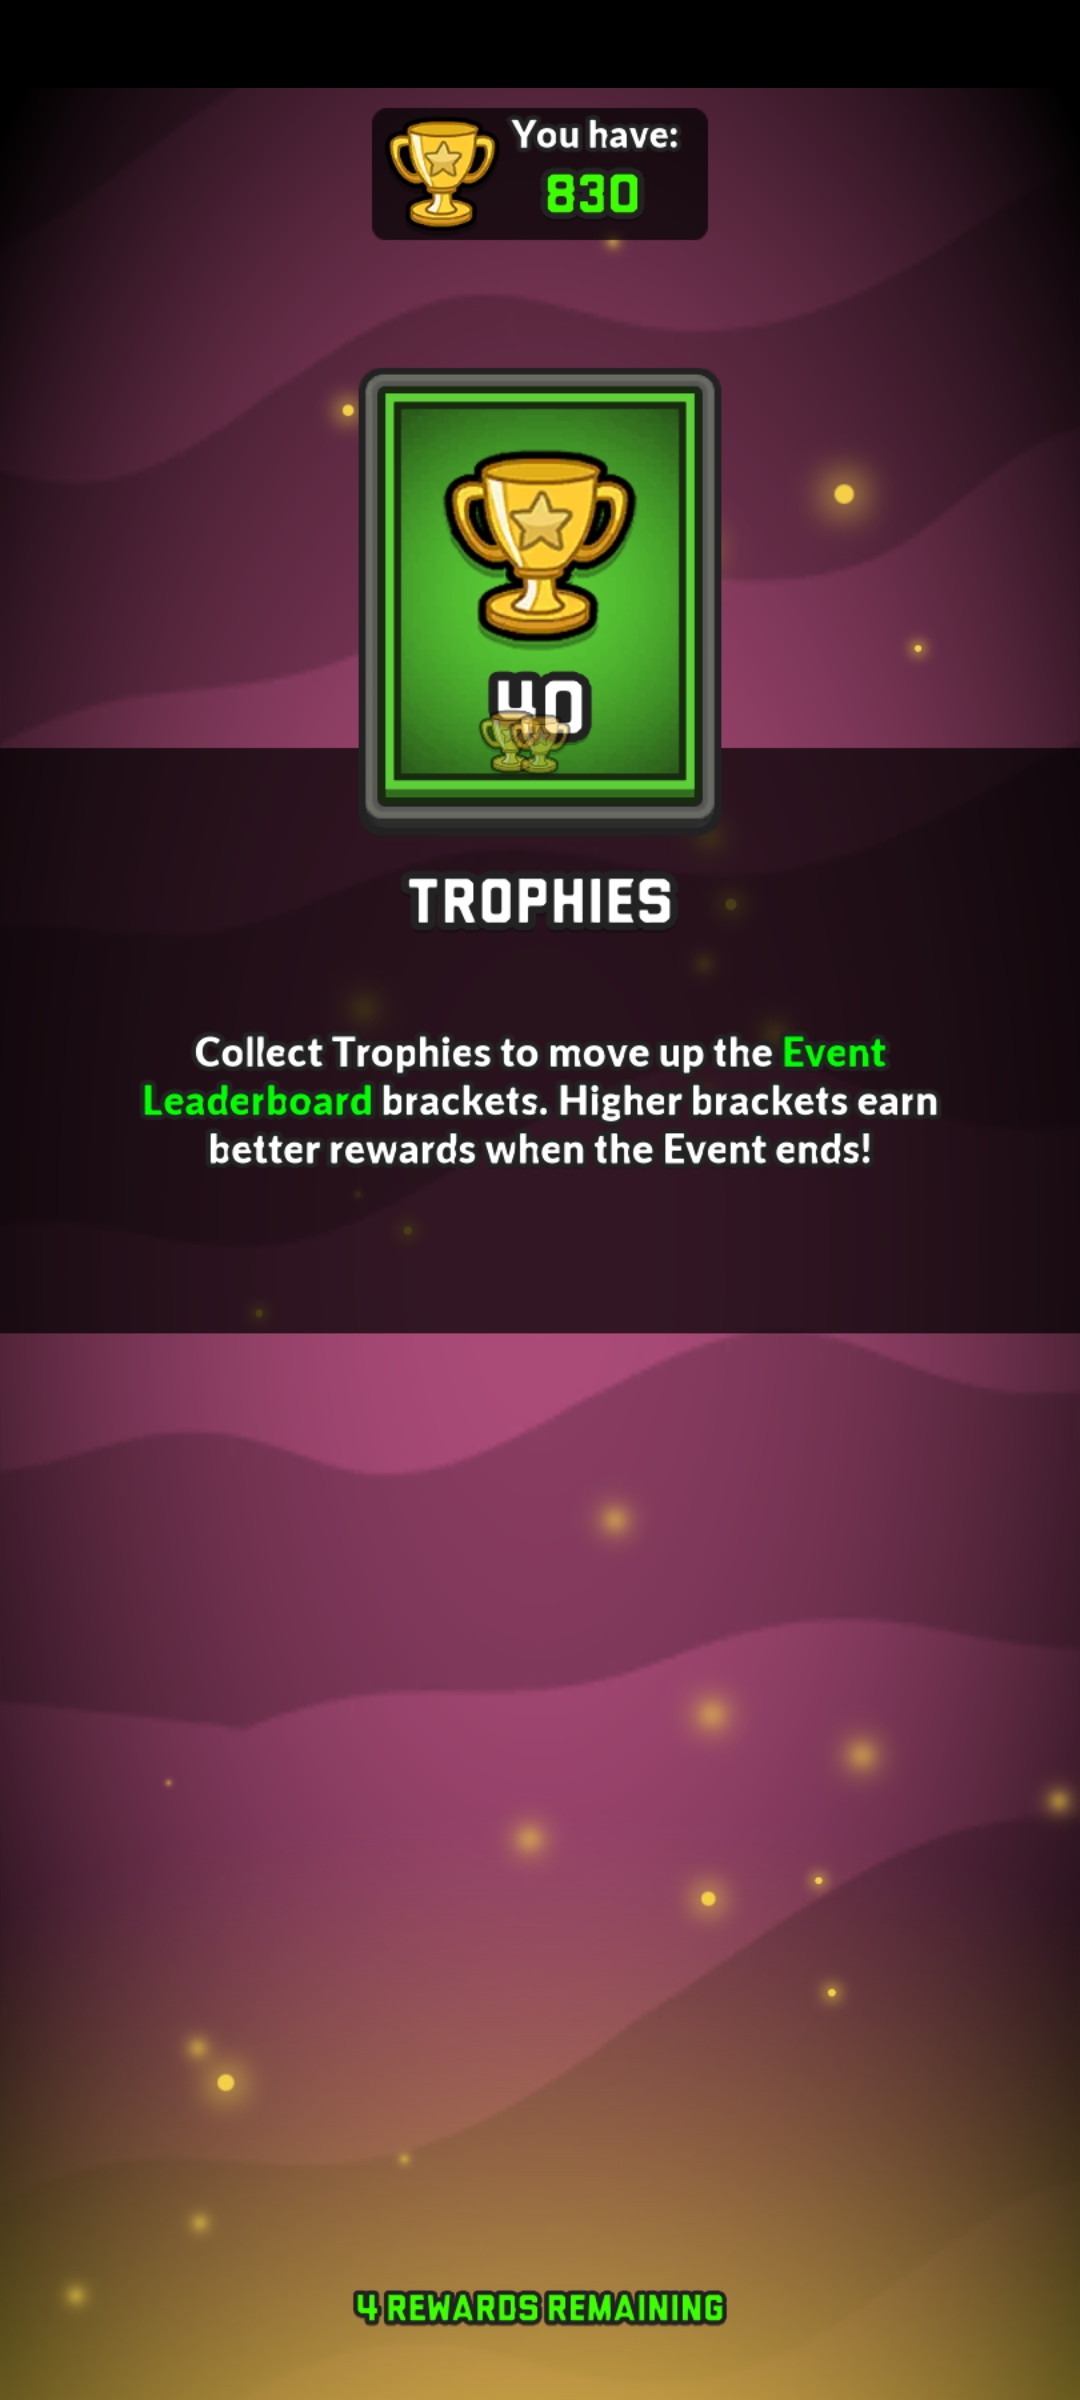 You have:
830
40
TROPHIES
Collect Trophies to move up the Event
Leaderboard brackets. Higher brackets earn
better rewards when the Event ends!
4 REWARDS REMAINING